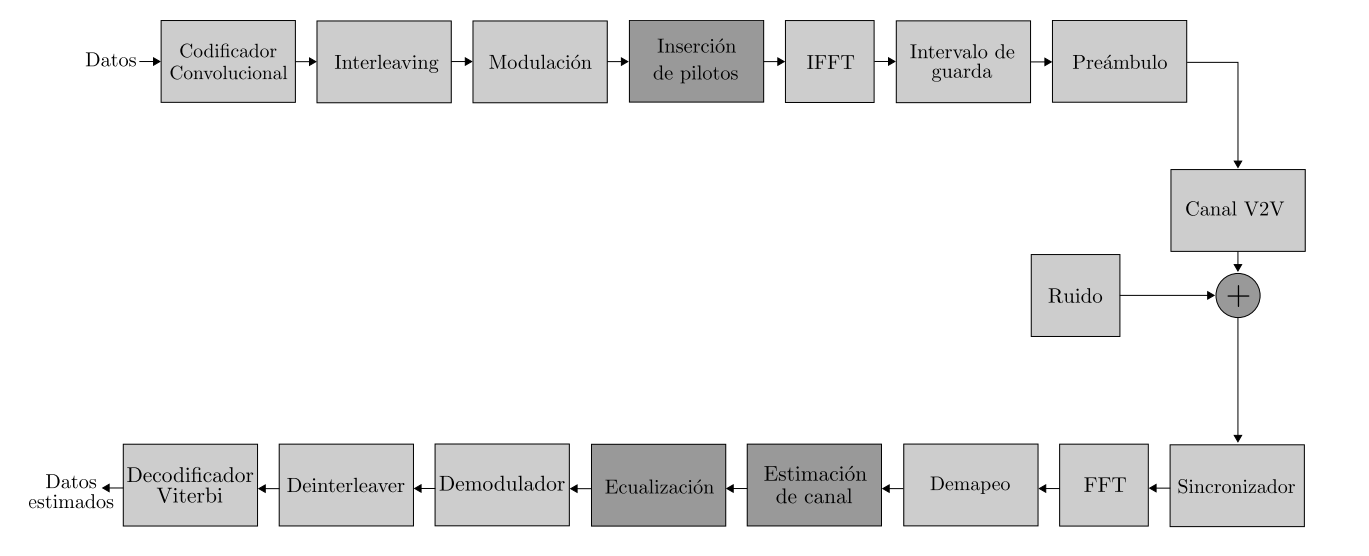 Datos
Codificador
Convolucional
Interleaving
Modulación
Inserción
de pilotos
IFFT
Intervalo de
guarda
Preámbulo
Canal V2V
Ruido
+
Datos
estimados
Decodificador
Viterbi
Deinterleaver
Demodulador
Ecualización
Estimación
de canal
Demapeo
FFT
Sincronizador